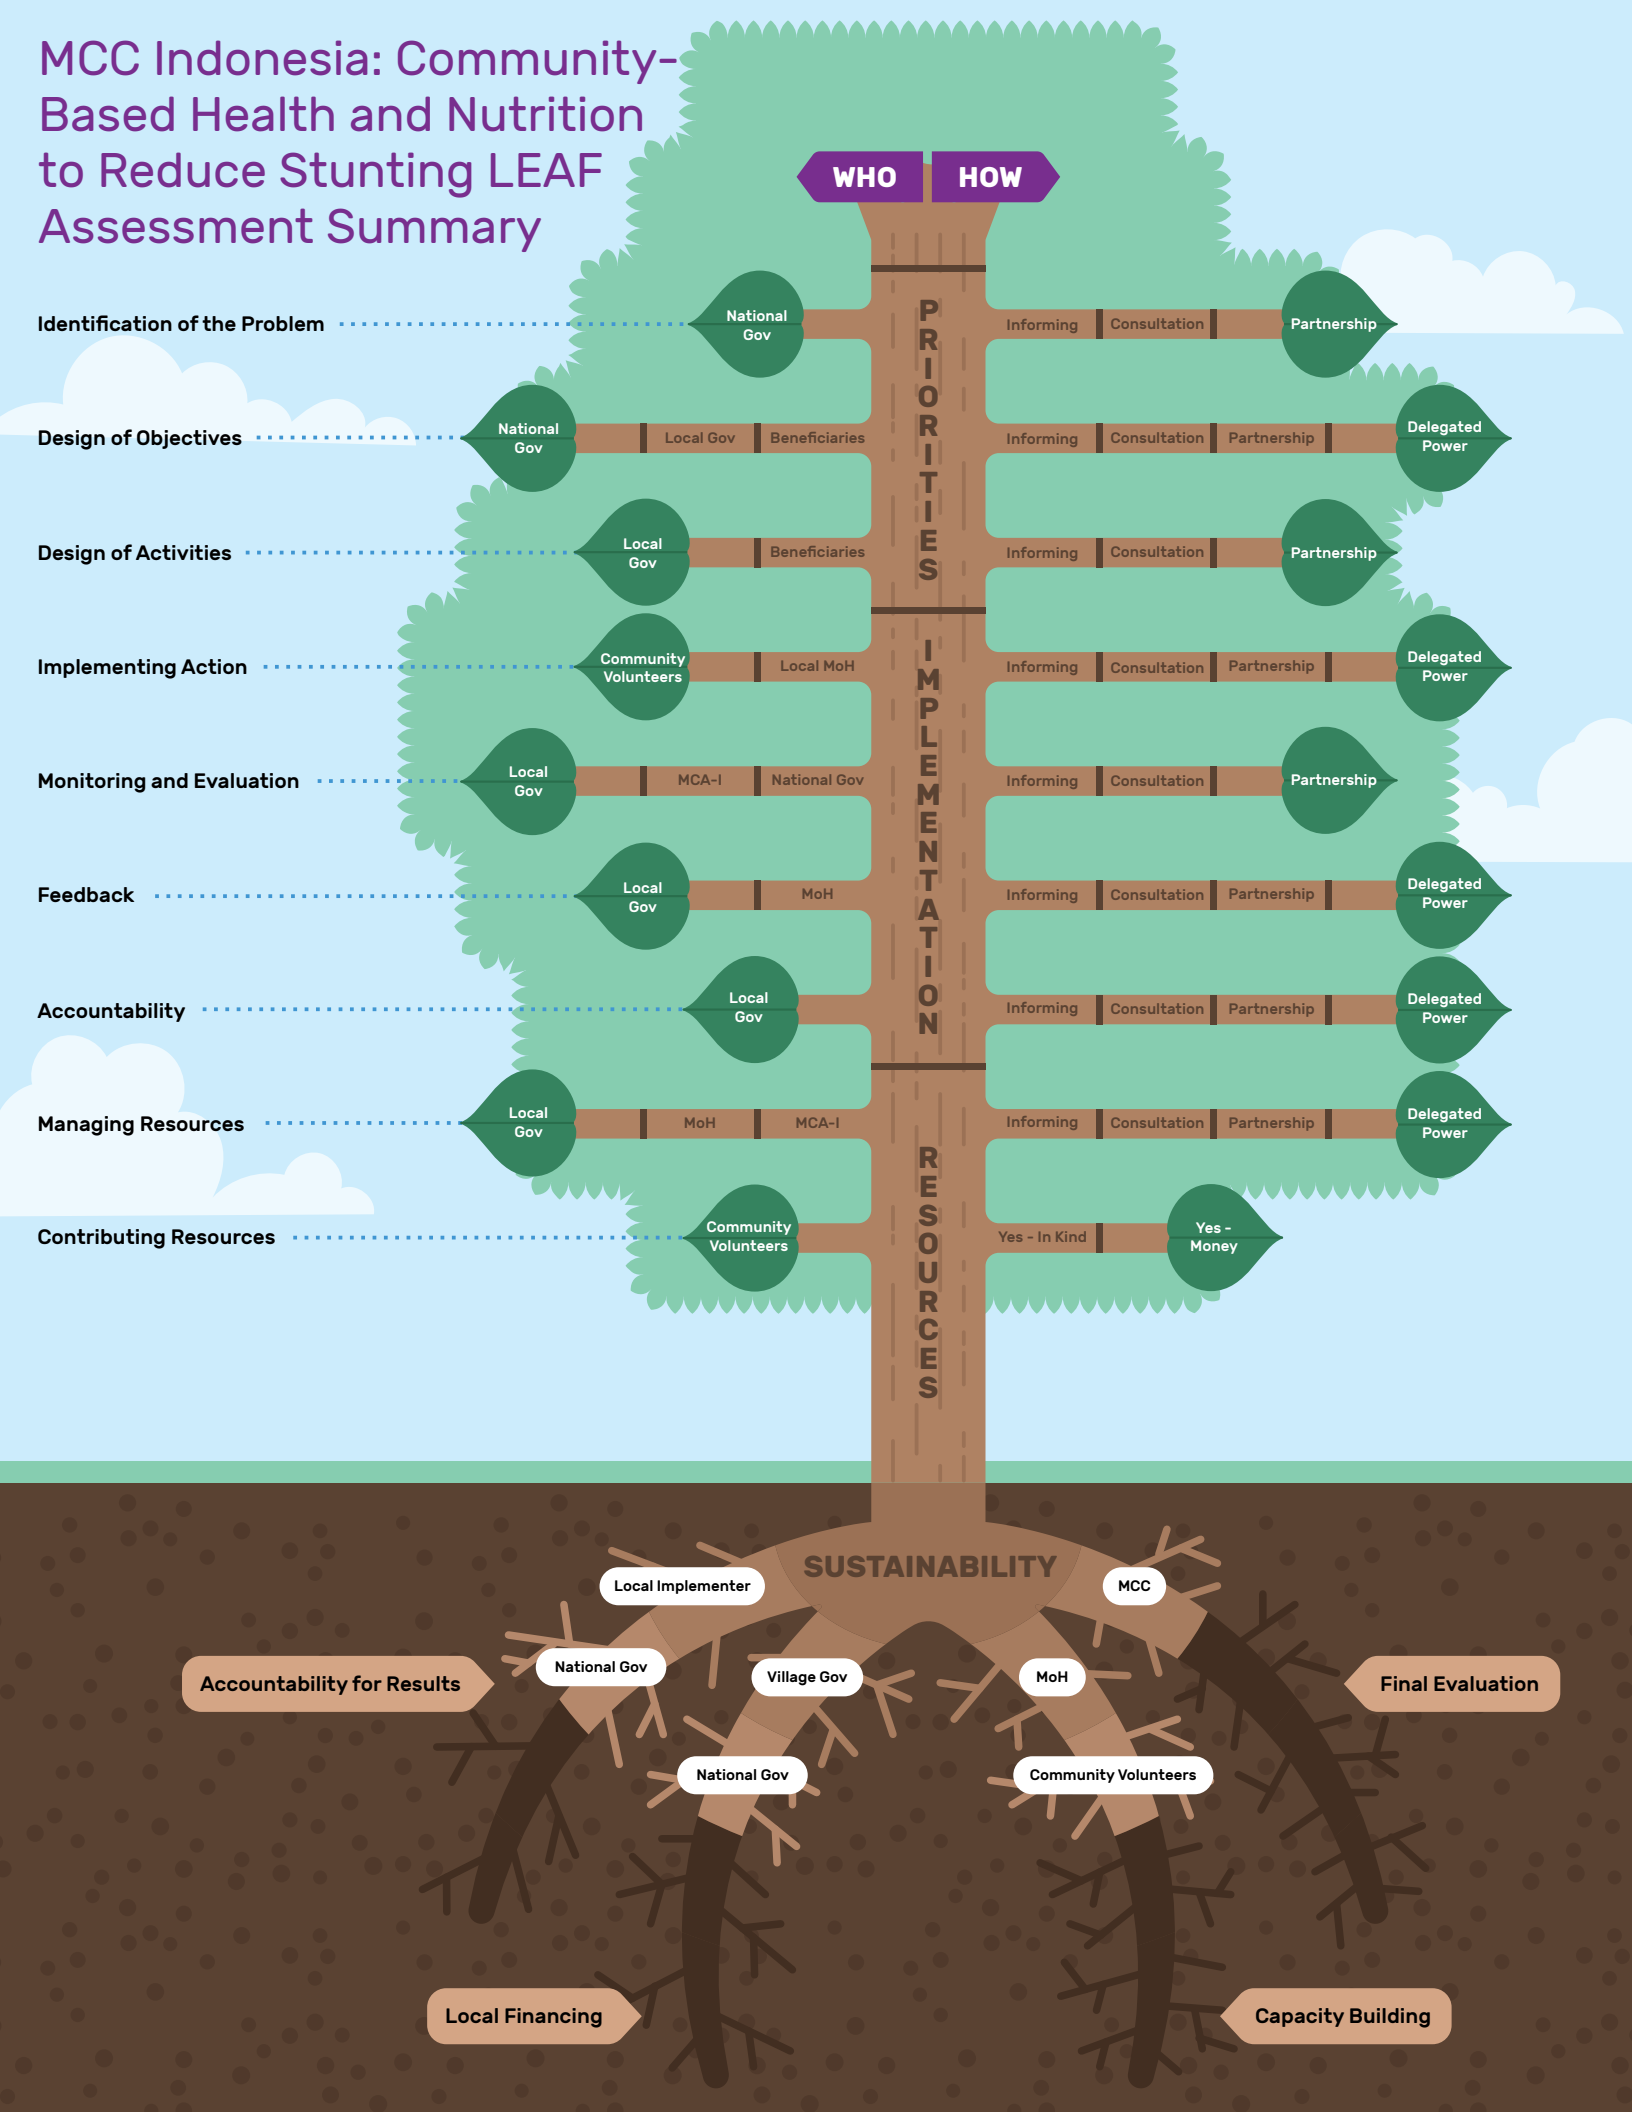 MCC Indonesia: Community-
Based Health and Nutrition
to Reduce Stunting LEAF
Assessment Summary
WHO HOW
PRIORITIES
Identification of the Problem
National
Gov
Informing Consultation Partnership
Design of Objectives
National
Gov
Local Gov Beneficiaries
Informing Consultation Partnership
Delegated
Power
Design of Activities
Local
Gov
Beneficiaries
Informing Consultation Partnership
IMPLEMENTATION
Implementing Action
Community
Volunteers
Local MoH
Informing Consultation Partnership
Delegated
Power
Monitoring and Evaluation
Local
Gov
MCA-I National Gov
Informing Consultation Partnership
Feedback
Local
Gov
MoH
Informing Consultation Partnership
Delegated
Power
Accountability
Local
Gov
Informing Consultation Partnership
Delegated
Power
RESOURCES
Managing Resources
Local
Gov
MoH MCA-I
Informing Consultation Partnership
Delegated
Power
Contributing Resources
Community
Volunteers
Yes - In Kind
Yes -
Money
SUSTAINABILITY
Local Implementer
MCC
National Gov
Village Gov
MoH
Accountability for Results
Final Evaluation
National Gov
Community Volunteers
Local Financing
Capacity Building